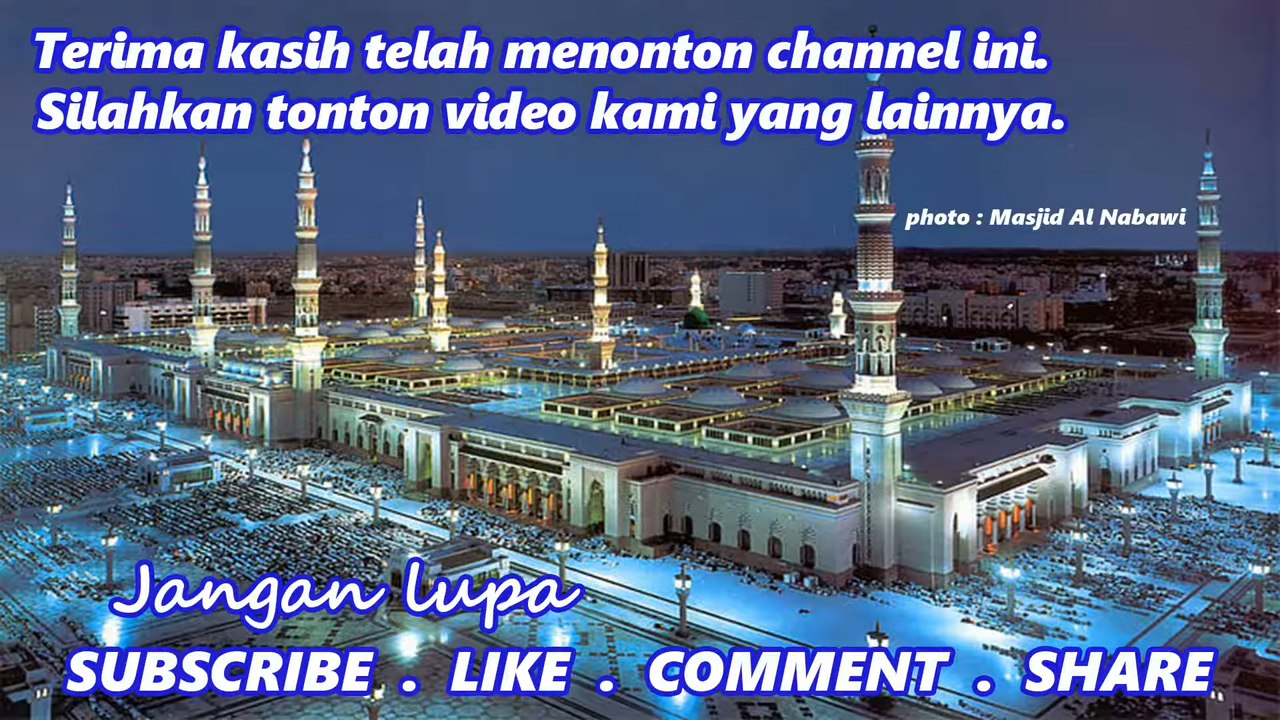 Terima kasih telah menonton channel ini.
Silahkan tonton video kami yang lainnya.
photo : Masjid Al Nabawi
Jangan lupa
SUBSCRIBE . LIKE . COMMENT . SHARE